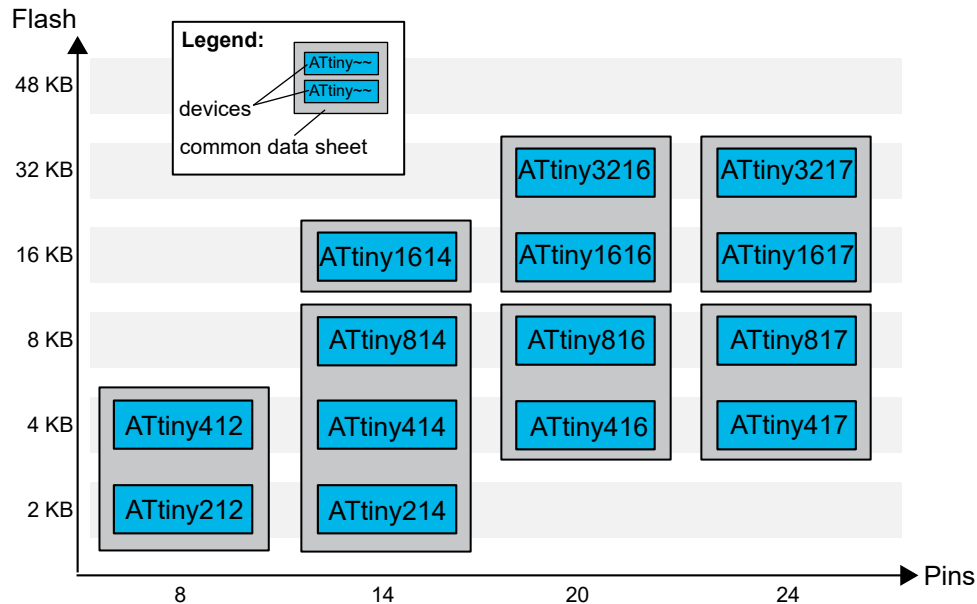 Flash
Legend:
ATtiny~~
ATtiny~~
devices
common data sheet
48 KB
32 KB
ATtiny3216
ATtiny3217
16 KB
ATtiny1614
ATtiny1616
ATtiny1617
8 KB
ATtiny814
ATtiny816
ATtiny817
4 KB
ATtiny412
ATtiny414
ATtiny416
ATtiny417
2 KB
ATtiny212
ATtiny214
Pins
8
14
20
24